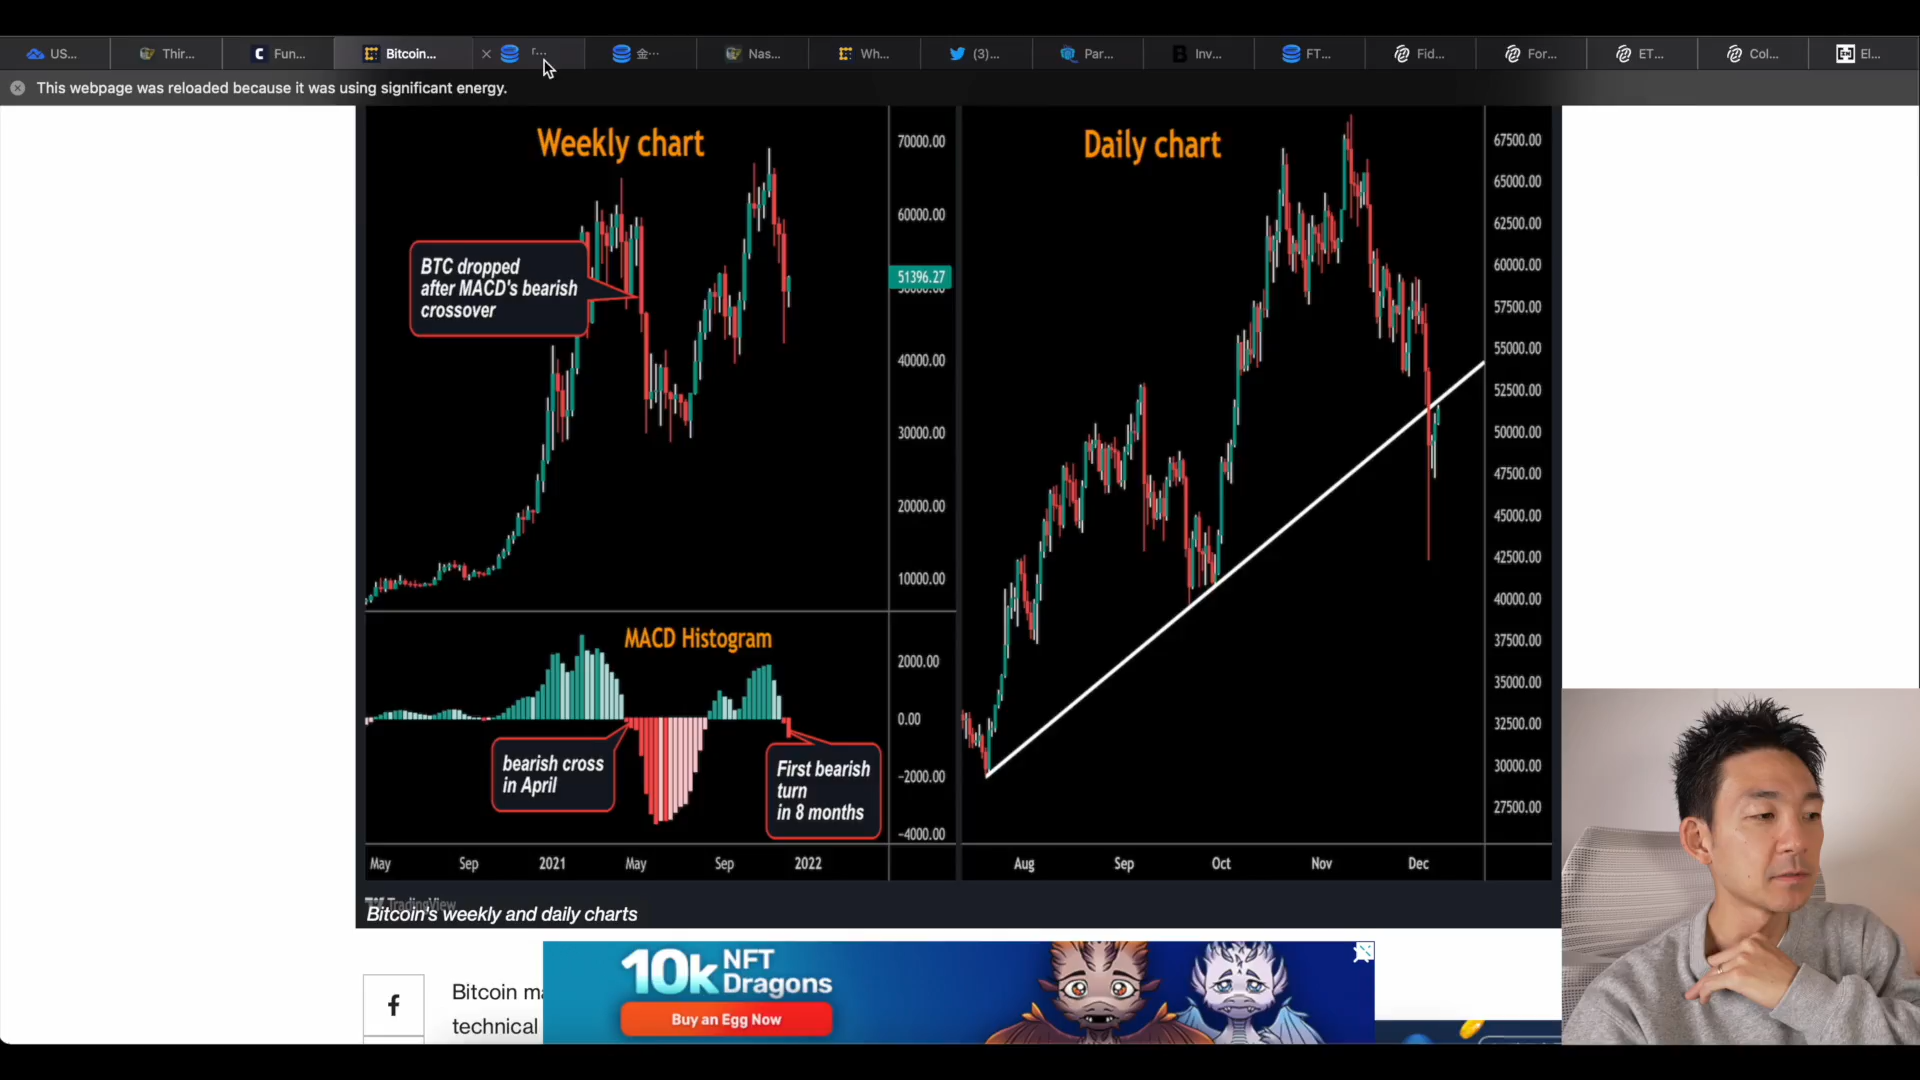 US...
Thir...
Fun...
Bitcoin...
「...
金...
Nas...
Wh...
(3)...
Par...
Inv...
FT...
Fid...
For...
ET...
Col...
El...
This webpage was reloaded because it was using significant energy.
Weekly chart
BTC dropped
after MACD's bearish
crossover
70000.00
60000.00
51396.27
40000.00
30000.00
20000.00
10000.00
MACD Histogram
2000.00
0.00
-2000.00
-4000.00
bearish cross
in April
First bearish
turn
in 8 months
May
Sep
2021
May
Sep
2022
Daily chart
67500.00
65000.00
62500.00
60000.00
57500.00
55000.00
52500.00
50000.00
47500.00
45000.00
42500.00
40000.00
37500.00
35000.00
32500.00
30000.00
27500.00
Aug
Sep
Oct
Nov
Dec
TradingView
Bitcoin's weekly and daily charts
Bitcoin
technical
10k NFT
Dragons
Buy an Egg Now